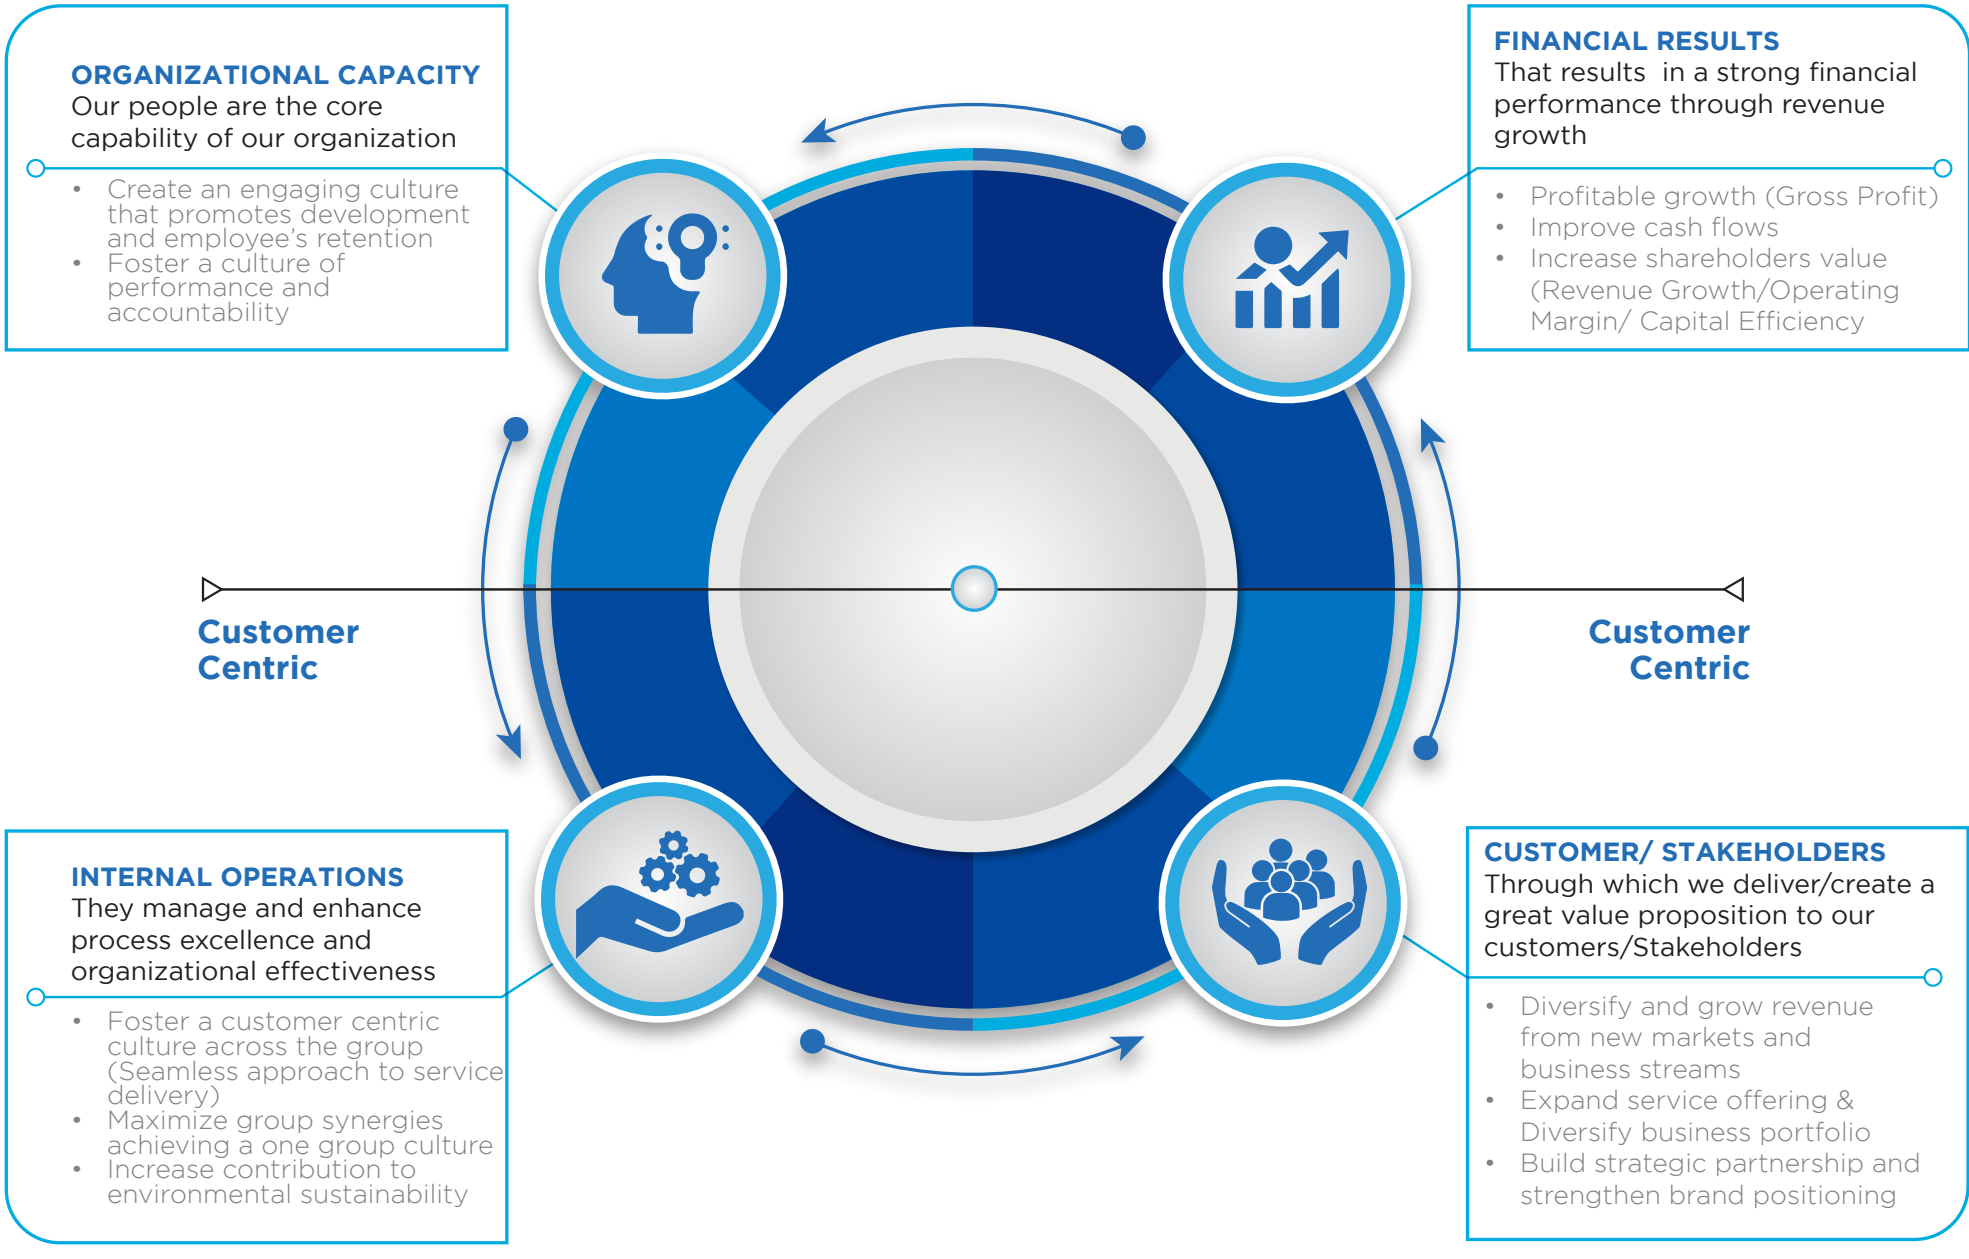 ORGANIZATIONAL CAPACITY
Our people are the core
capability of our organization
• Create an engaging culture
that promotes development
and employee's retention
• Foster a culture of
performance and
accountability
FINANCIAL RESULTS
That results in a strong financial
performance through revenue
growth
• Profitable growth (Gross Profit)
• Improve cash flows
• Increase shareholders value
(Revenue Growth/Operating
Margin/ Capital Efficiency
Customer
Centric
Customer
Centric
INTERNAL OPERATIONS
They manage and enhance
process excellence and
organizational effectiveness
• Foster a customer centric
culture across the group
(Seamless approach to service
delivery)
• Maximize group synergies
achieving a one group culture
• Increase contribution to
environmental sustainability
CUSTOMER/ STAKEHOLDERS
Through which we deliver/create a
great value proposition to our
customers/Stakeholders
• Diversify and grow revenue
from new markets and
business streams
• Expand service offering &
Diversify business portfolio
• Build strategic partnership and
strengthen brand positioning